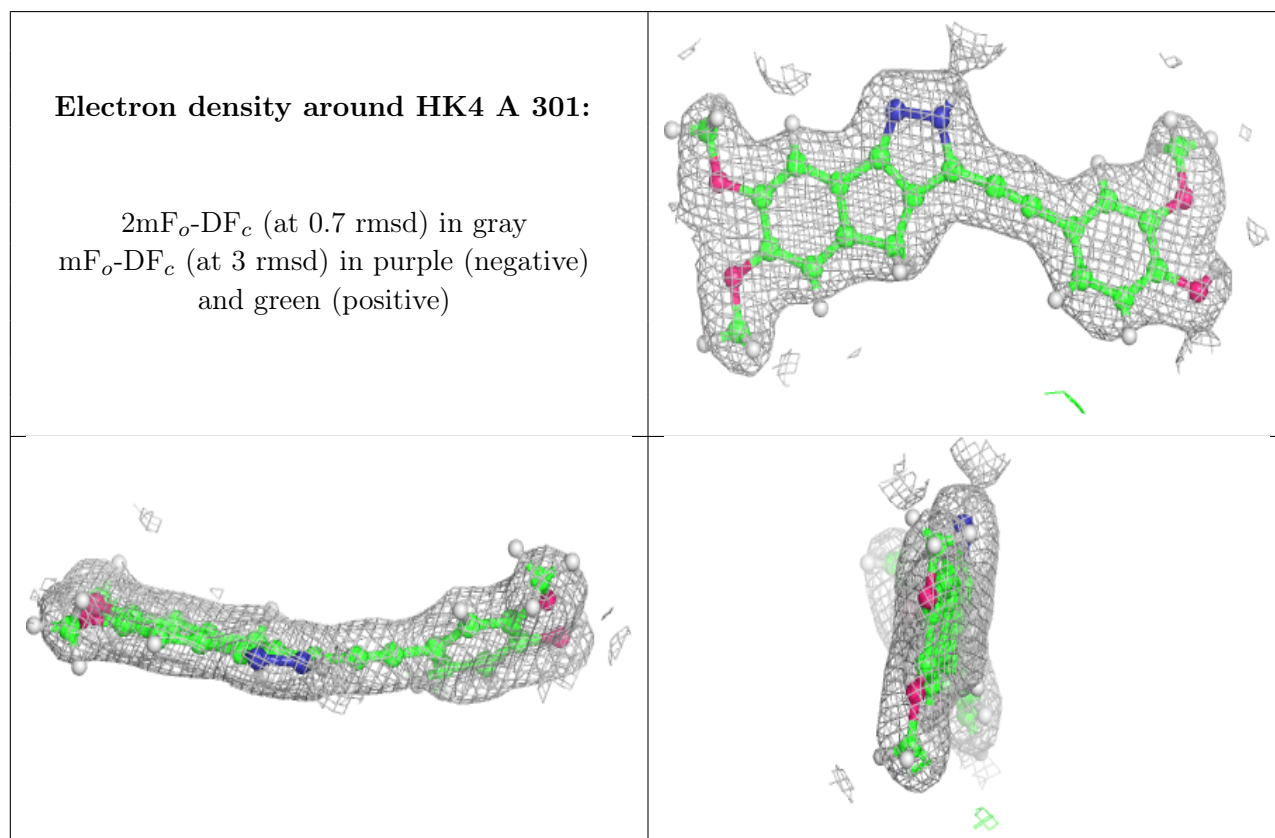 Electron density around HK4 A 301:
2mFo-DFc (at 0.7 rmsd) in gray
mFo-DFc (at 3 rmsd) in purple (negative)
and green (positive)